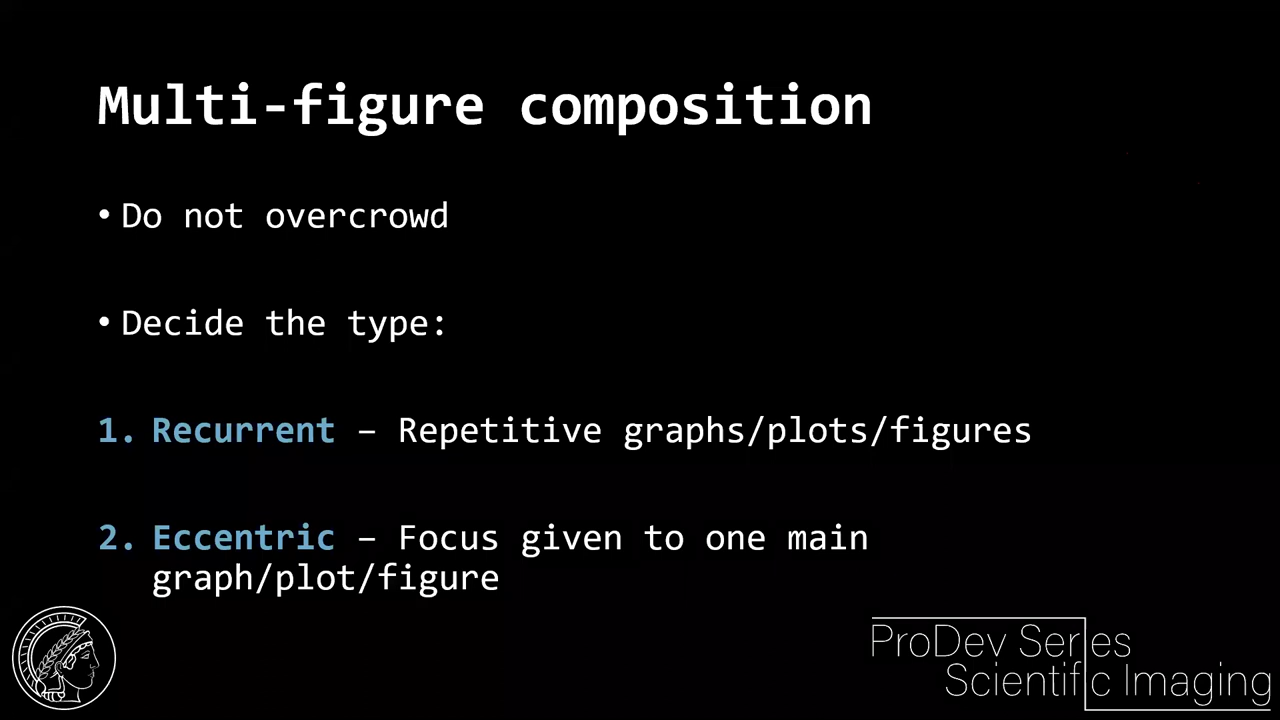 Multi-figure composition
• Do not overcrowd
• Decide the type:
1. Recurrent – Repetitive graphs/plots/figures
2. Eccentric – Focus given to one main
graph/plot/figure
ProDev Series
Scientific Imaging